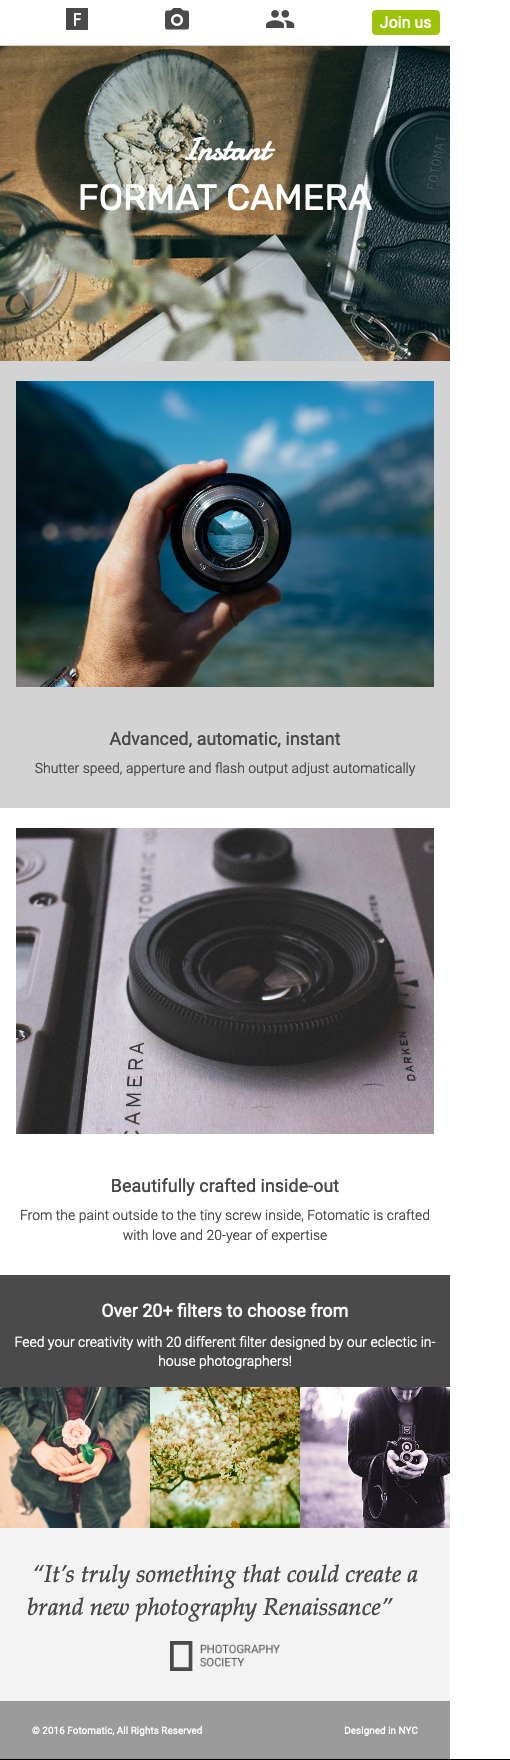 F
Join us
Instant
FORMAT CAMERA
FOTOMAT
Advanced, automatic, instant
Shutter speed, apperture and flash output adjust automatically
UTOMATIC
CAMERA
DARKEN
Beautifully crafted inside-out
From the paint outside to the tiny screw inside, Fotomatic is crafted
with love and 20-year of expertise
Over 20+ filters to choose from
Feed your creativity with 20 different filter designed by our eclectic in-
house photographers!
“It’s truly something that could create a
brand new photography Renaissance”
PHOTOGRAPHY
SOCIETY
© 2016 Fotomatic, All Rights Reserved
Designed in NYC